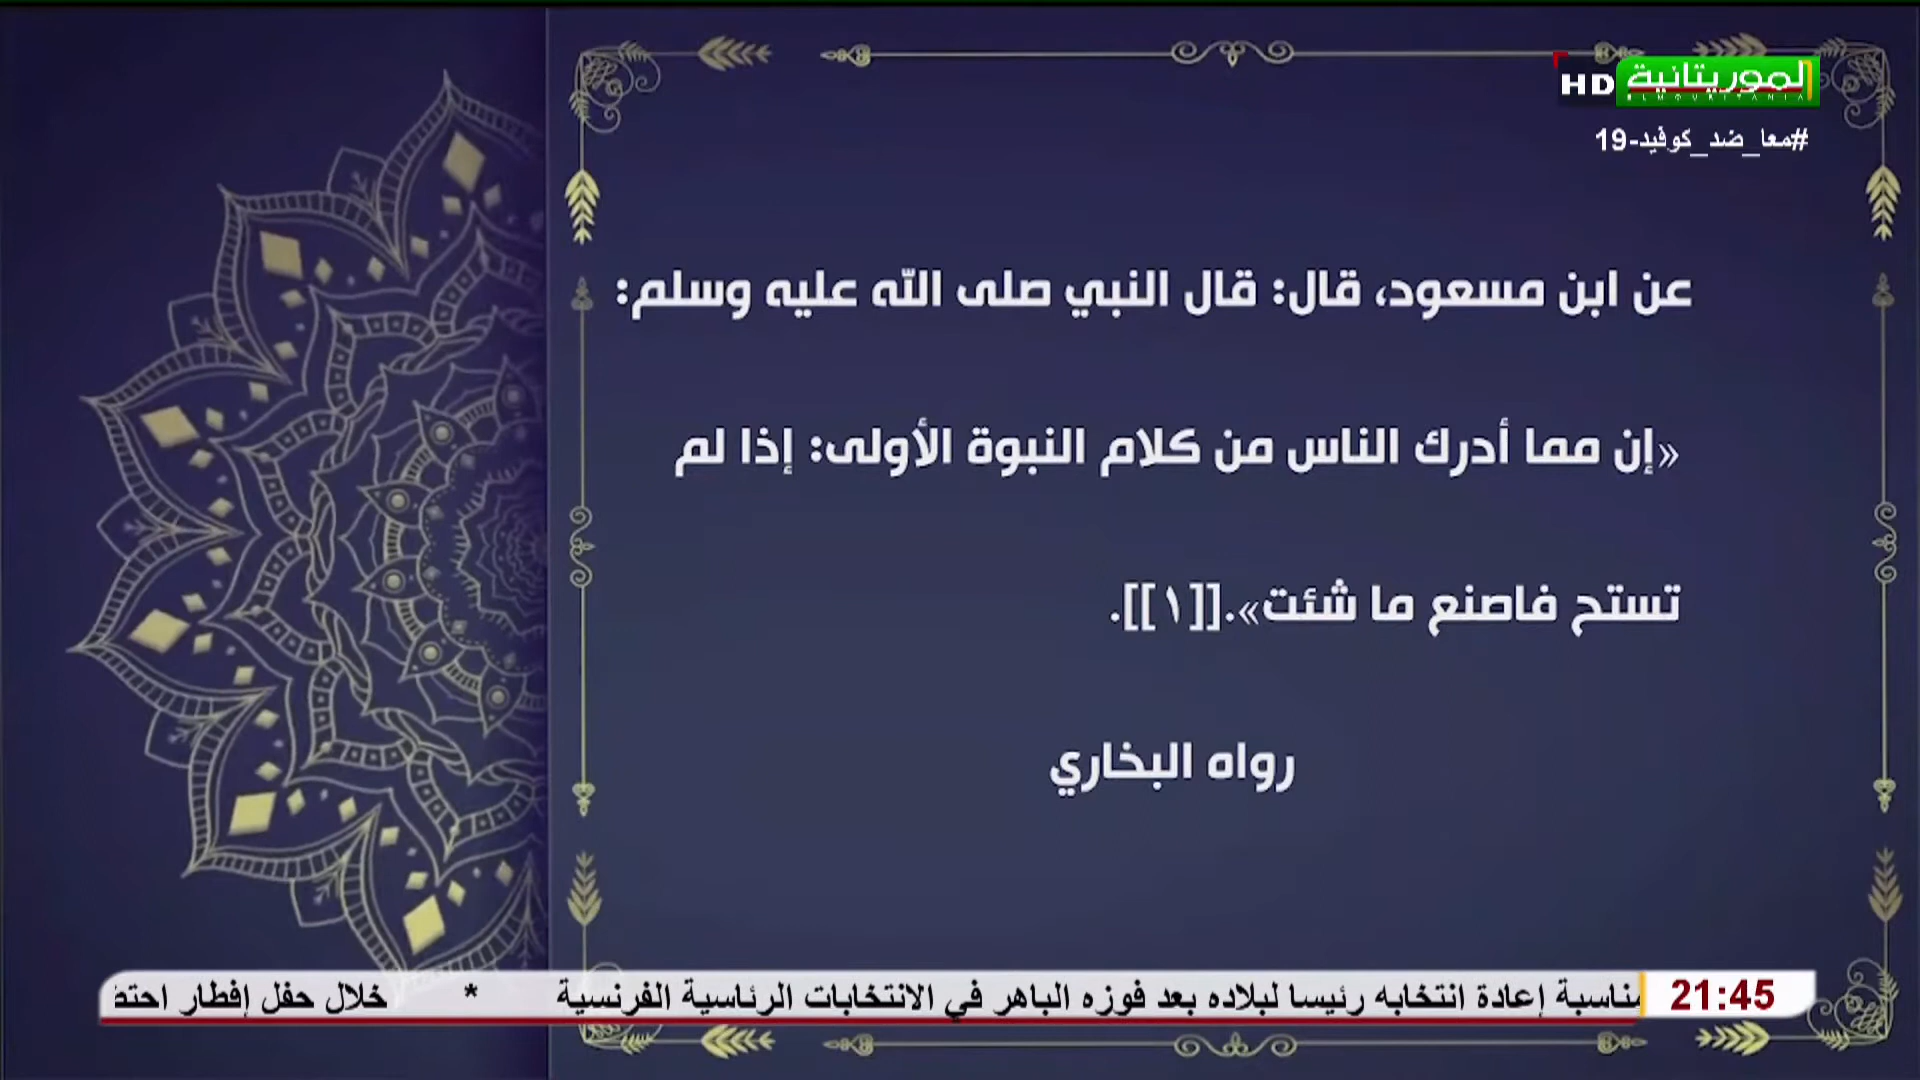 الموريتانية
ELMOURITANIA
HD
#معا_ضد_كوفيد-19
عن ابن مسعود، قال: قال النبي صلى الله عليه وسلم:
«إن مما أدرك الناس من كلام النبوة الأولى: إذا لم
تستح فاصنع ما شئت».[[١]].
رواه البخاري
21:45
مناسبة إعادة انتخابه رئيسا لبلاده بعد فوزه الباهر في الانتخابات الرئاسية الفرنسية * خلال حفل إفطار